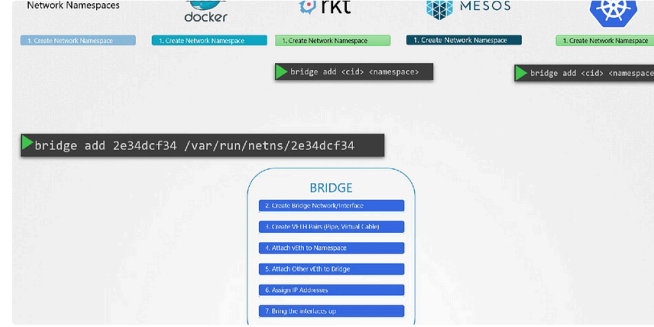 Network Namespaces
docker
rkt
MESOS
1. Create Network Namespace
1. Create Network Namespace
1. Create Network Namespace
1. Create Network Namespace
1. Create Network Namespace
bridge add <cid> <namespace>
bridge add <cid> <namespace
bridge add 2e34dcf34 /var/run/netns/2e34dcf34
BRIDGE
2. Create Bridge Network/Interface
3. Create VETH Pairs (Pipe, Virtual Cable)
4. Attach vEth to Namespace
5. Attach Other vEth to Bridge
6. Assign IP Addresses
7. Bring the interfaces up